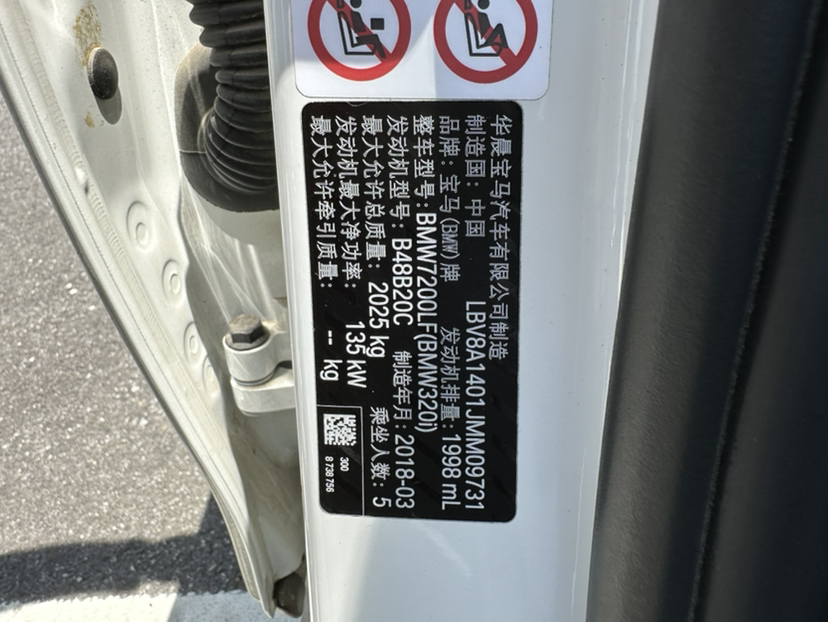 华晨宝马汽车有限公司制造
制造国：中国 LBV8A1401JMM09731
品牌：宝马(BMW)牌 发动机排量：1998 mL
整车型号：BMW7200LF(BMW320i)
发动机型号：B48B20C 制造年月：2018-03
最大允许总质量：2025 kg 乘坐人数：5
发动机最大净功率：135 kW
最大允许牵引质量：-- kg
300
8 738 756